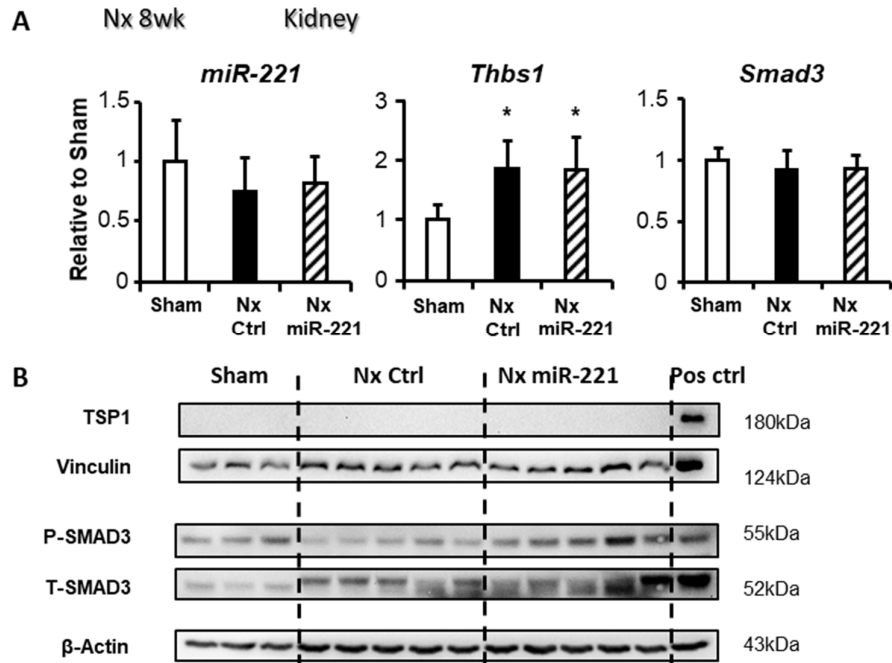 A Nx 8wk Kidney
miR-221 Thbs1 Smad3
Relative to Sham
1.5 3 1.5
1 2 1
0.5 1 0.5
0 0 0
Sham Nx Ctrl Nx miR-221
* *
Sham Nx Ctrl Nx miR-221
Sham Nx Ctrl Nx miR-221
B Sham Nx Ctrl Nx miR-221 Pos ctrl
TSP1 180kDa
Vinculin 124kDa
P-SMAD3 55kDa
T-SMAD3 52kDa
β-Actin 43kDa